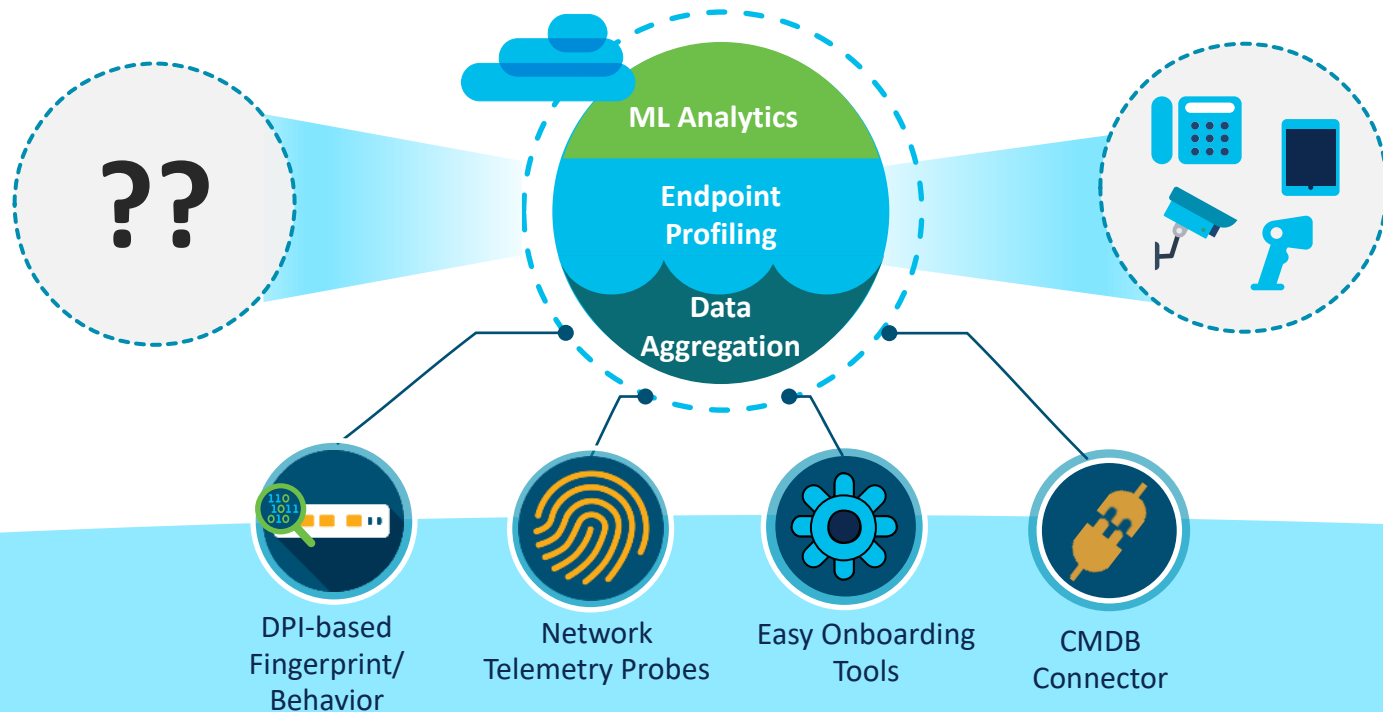 ??
ML Analytics
Endpoint
Profiling
Data
Aggregation
110
1011
010
DPI-based
Fingerprint/
Behavior
Network
Telemetry Probes
Easy Onboarding
Tools
CMDB
Connector